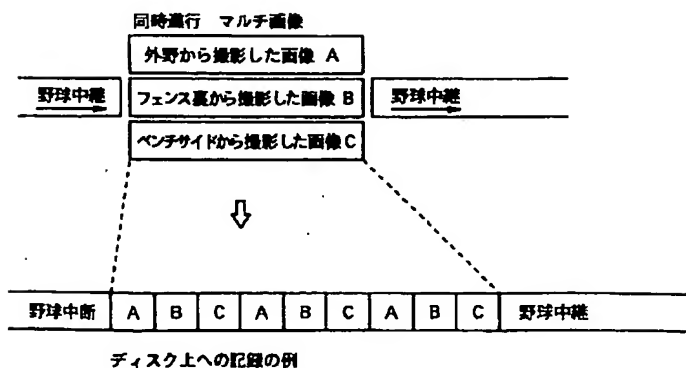 同時進行 マルチ画像
外野から撮影した画像 A
野球中継 フェンス裏から撮影した画像 B 野球中継
ベンチサイドから撮影した画像 C
野球中断 A B C A B C A B C 野球中継
ディスク上への記録の例